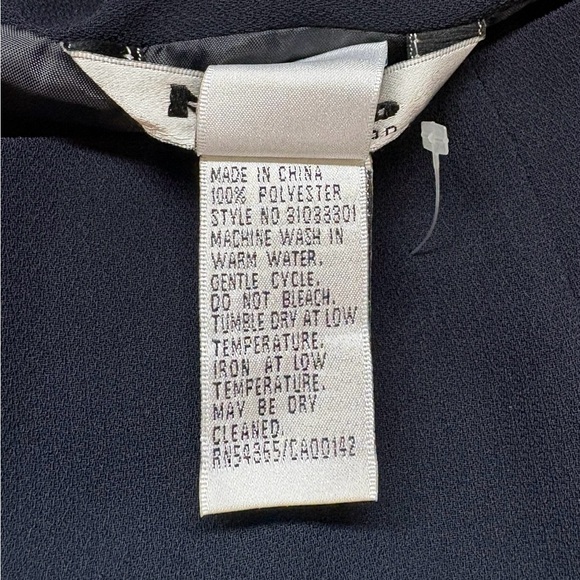 MADE IN CHINA
100% POLYESTER
STYLE NO 31033301
MACHINE WASH IN
WARM WATER,
GENTLE CYCLE,
DO NOT BLEACH.
TUMBLE DRY AT LOW
TEMPERATURE,
IRON AT LOW
TEMPERATURE,
MAY BE DRY
CLEANED.
RN54365/CA00142